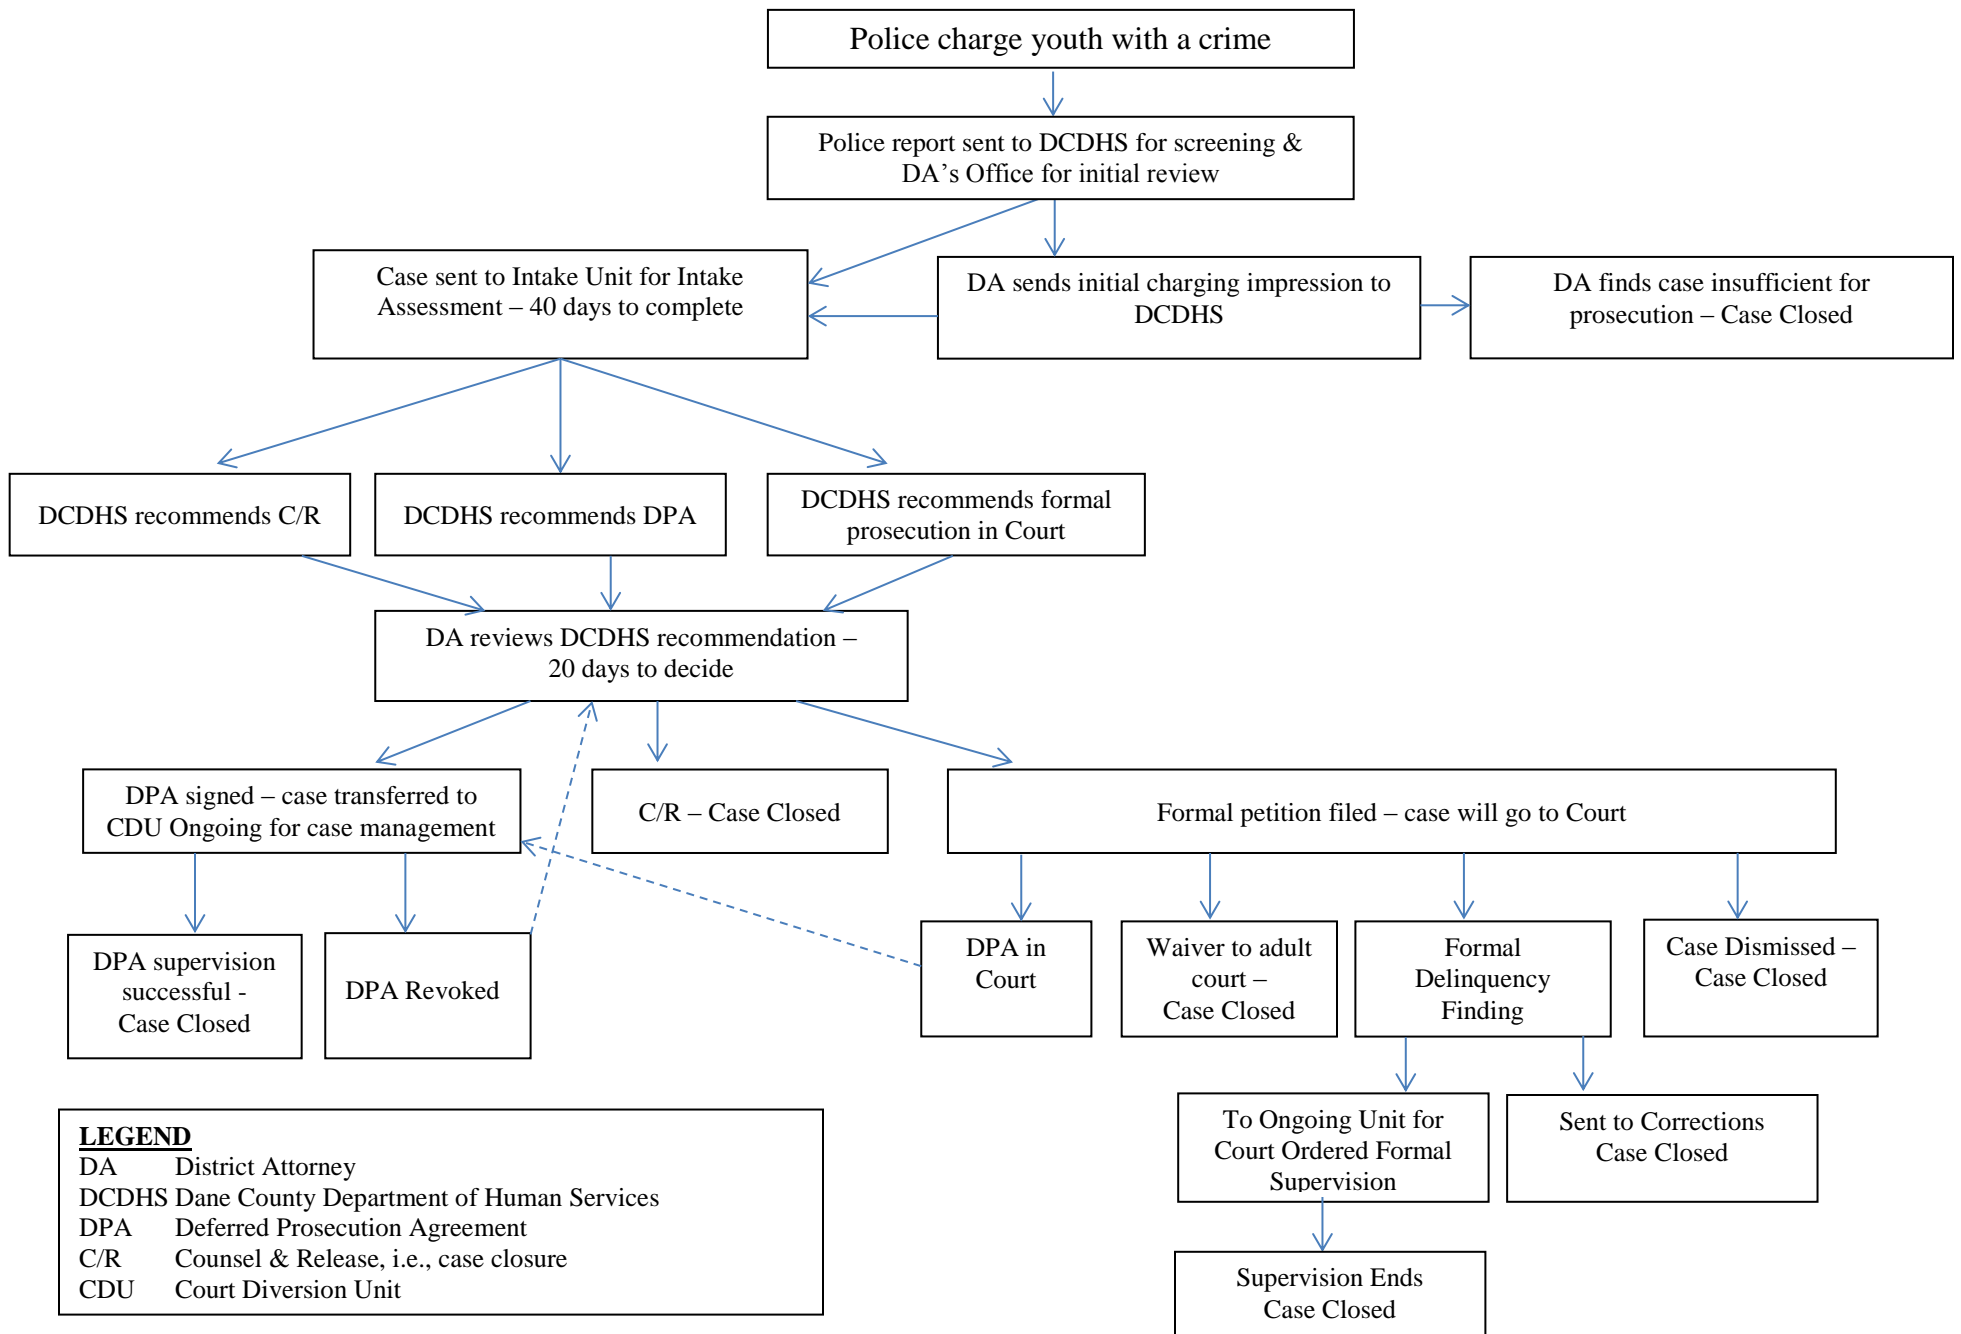 Police charge youth with a crime
Police report sent to DCDHS for screening &
DA’s Office for initial review
Case sent to Intake Unit for Intake
Assessment – 40 days to complete
DA sends initial charging impression to
DCDHS
DA finds case insufficient for
prosecution – Case Closed
DCDHS recommends C/R
DCDHS recommends DPA
DCDHS recommends formal
prosecution in Court
DA reviews DCDHS recommendation –
20 days to decide
DPA signed – case transferred to
CDU Ongoing for case management
C/R – Case Closed
Formal petition filed – case will go to Court
DPA supervision
successful -
Case Closed
DPA Revoked
DPA in
Court
Waiver to adult
court –
Case Closed
Formal
Delinquency
Finding
Case Dismissed –
Case Closed
To Ongoing Unit for
Court Ordered Formal
Supervision
Sent to Corrections
Case Closed
Supervision Ends
Case Closed
LEGEND
DA District Attorney
DCDHS Dane County Department of Human Services
DPA Deferred Prosecution Agreement
C/R Counsel & Release, i.e., case closure
CDU Court Diversion Unit